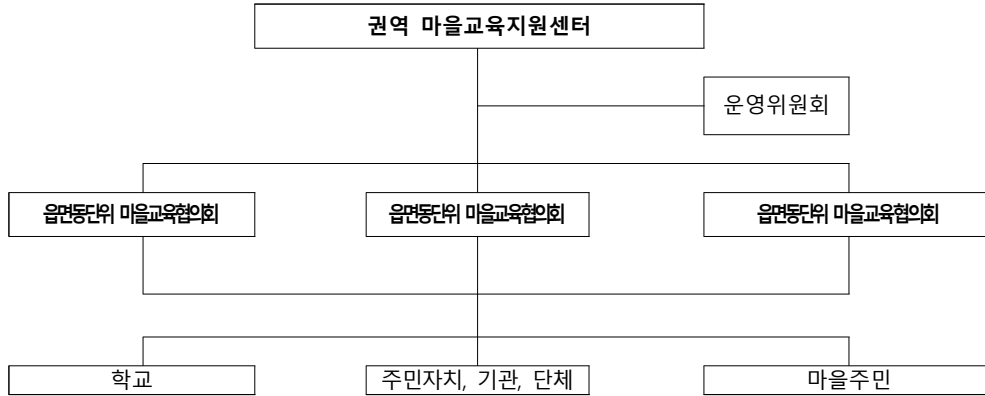 권역 마을교육지원센터
운영위원회
읍면동단위 마을교육협의회
읍면동단위 마을교육협의회
읍면동단위 마을교육협의회
학교
주민자치, 기관, 단체
마을주민